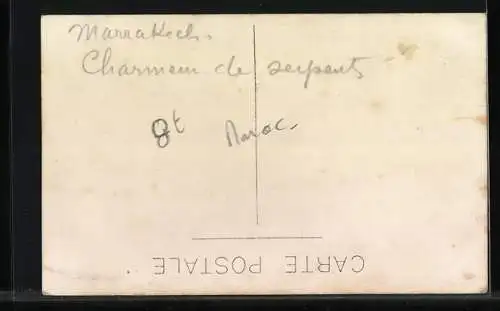 Marrakech.
Charmeur de serpents
8t Maroc.
CARTE POSTALE